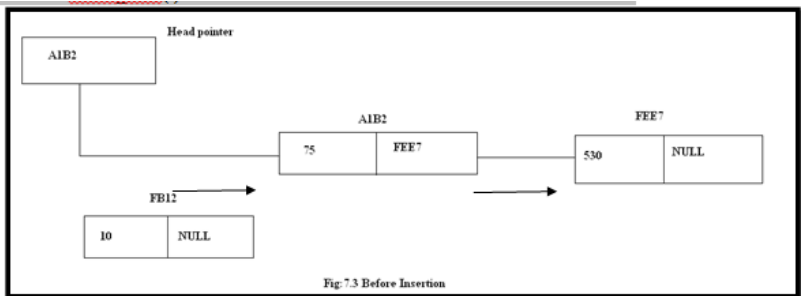 Head pointer
A1B2
A1B2
FEE7
75
FEE7
530
NULL
FB12
10
NULL
Fig:7.3 Before Insertion